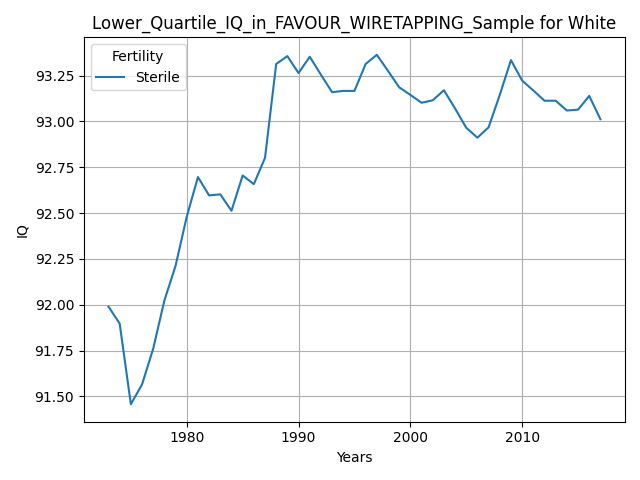 Lower_Quartile_IQ_in_FAVOUR_WIRETAPPING_Sample for White
Fertility
Sterile
93.25
93.00
92.75
92.50
92.25
92.00
91.75
91.50
IQ
1980
1990
2000
2010
Years